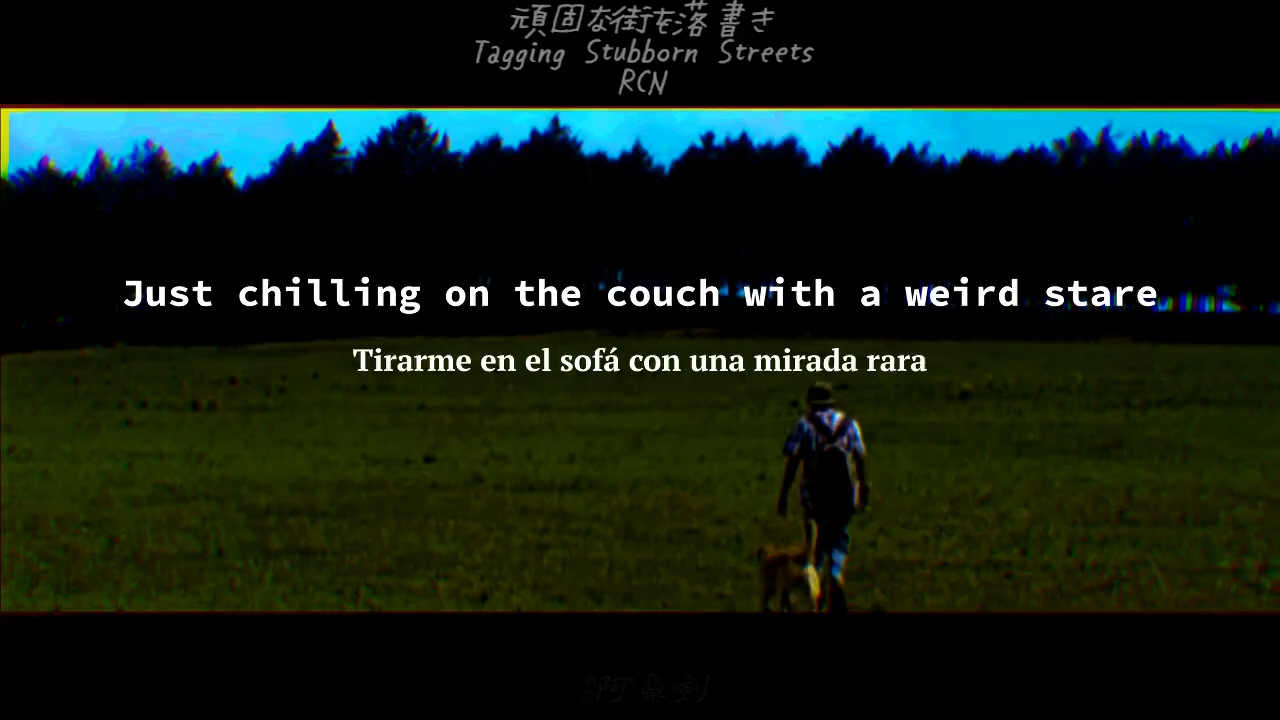 頑固な街を落書き
Tagging Stubborn Streets
RCN
Just chilling on the couch with a weird stare
Tirarme en el sofá con una mirada rara